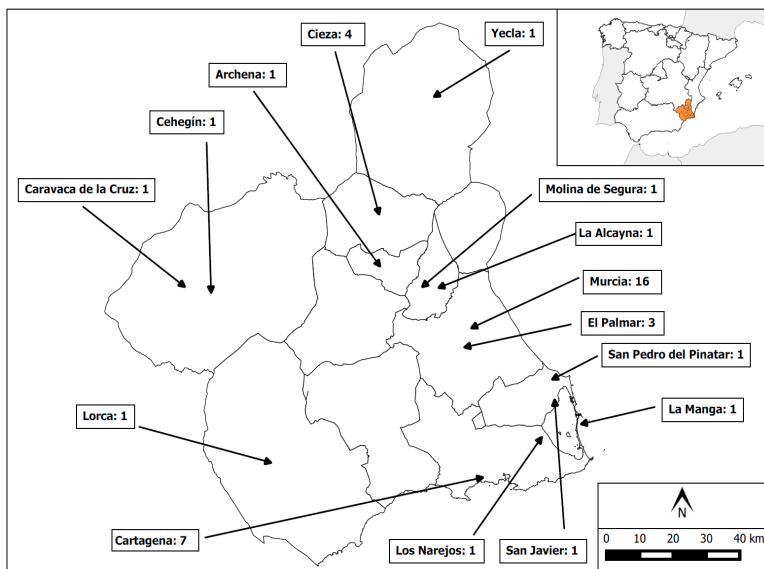 Cieza: 4
Yecla: 1
Archena: 1
Cehegín: 1
Caravaca de la Cruz: 1
Molina de Segura: 1
La Alcayna: 1
Murcia: 16
El Palmar: 3
San Pedro del Pinatar: 1
Lorca: 1
La Manga: 1
Cartagena: 7
Los Narejos: 1
San Javier: 1
N
0 10 20 30 40 km